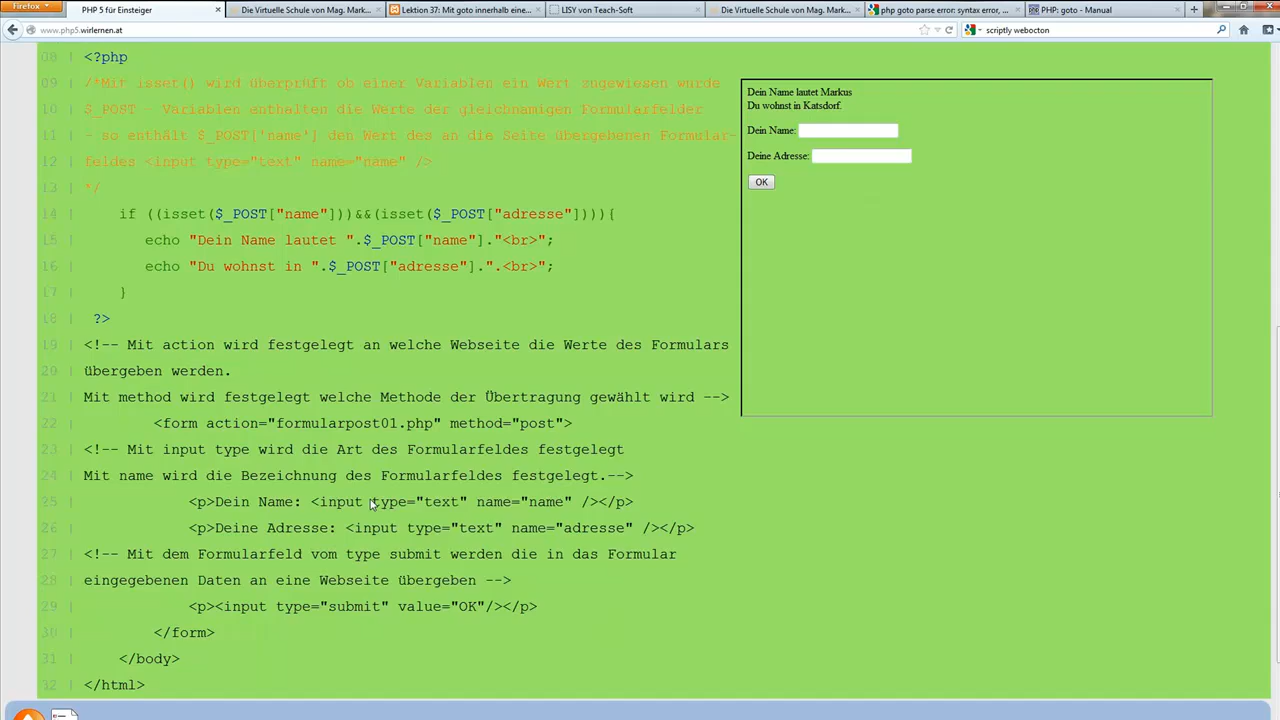 Firefox
PHP 5 für Einsteiger
Die Virtuelle Schule von Mag. Mark...
Lektion 37: Mit goto innerhalb eine...
LISY von Teach-Soft
Die Virtuelle Schule von Mag. Mark...
php goto parse error: syntax error, ...
PHP: goto - Manual
www.php5.wirlernen.at
scriptly webocton
08 | <?php
09 | /*Mit isset() wird überprüft ob einer Variablen ein Wert zugewiesen wurde
10 | $_POST - Variablen enthalten die Werte der gleichnamigen Formularfelder
11 | - so enthält $_POST['name'] den Wert des an die Seite übergebenen Formular-
12 | feldes <input type="text" name="name" />
13 | */
14 | if ((isset($_POST["name"]))&&(isset($_POST["adresse"]))){
15 | echo "Dein Name lautet ".$_POST["name"]."<br>";
16 | echo "Du wohnst in ".$_POST["adresse"].".<br>";
17 | }
18 | ?>
19 | <!-- Mit action wird festgelegt an welche Webseite die Werte des Formulars
20 | übergeben werden.
21 | Mit method wird festgelegt welche Methode der Übertragung gewählt wird -->
22 | <form action="formularpost01.php" method="post">
23 | <!-- Mit input type wird die Art des Formularfeldes festgelegt
24 | Mit name wird die Bezeichnung des Formularfeldes festgelegt.-->
25 | <p>Dein Name: <input type="text" name="name" /></p>
26 | <p>Deine Adresse: <input type="text" name="adresse" /></p>
27 | <!-- Mit dem Formularfeld vom type submit werden die in das Formular
28 | eingegebenen Daten an eine Webseite übergeben -->
29 | <p><input type="submit" value="OK"/></p>
30 | </form>
31 | </body>
32 | </html>
Dein Name lautet Markus
Du wohnst in Katsdorf.
Dein Name:
Deine Adresse:
OK